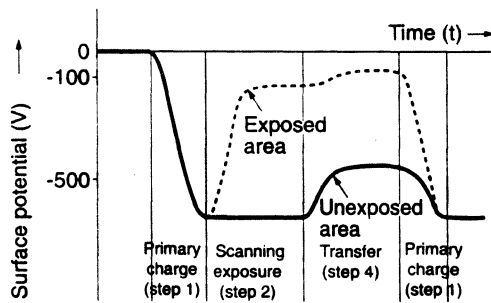 Time (t)
0
-100
-500
Surface potential (V)
Exposed
area
Unexposed
area
Primary
charge
(step 1)
Scanning
exposure
(step 2)
Transfer
(step 4)
Primary
charge
(step 1)